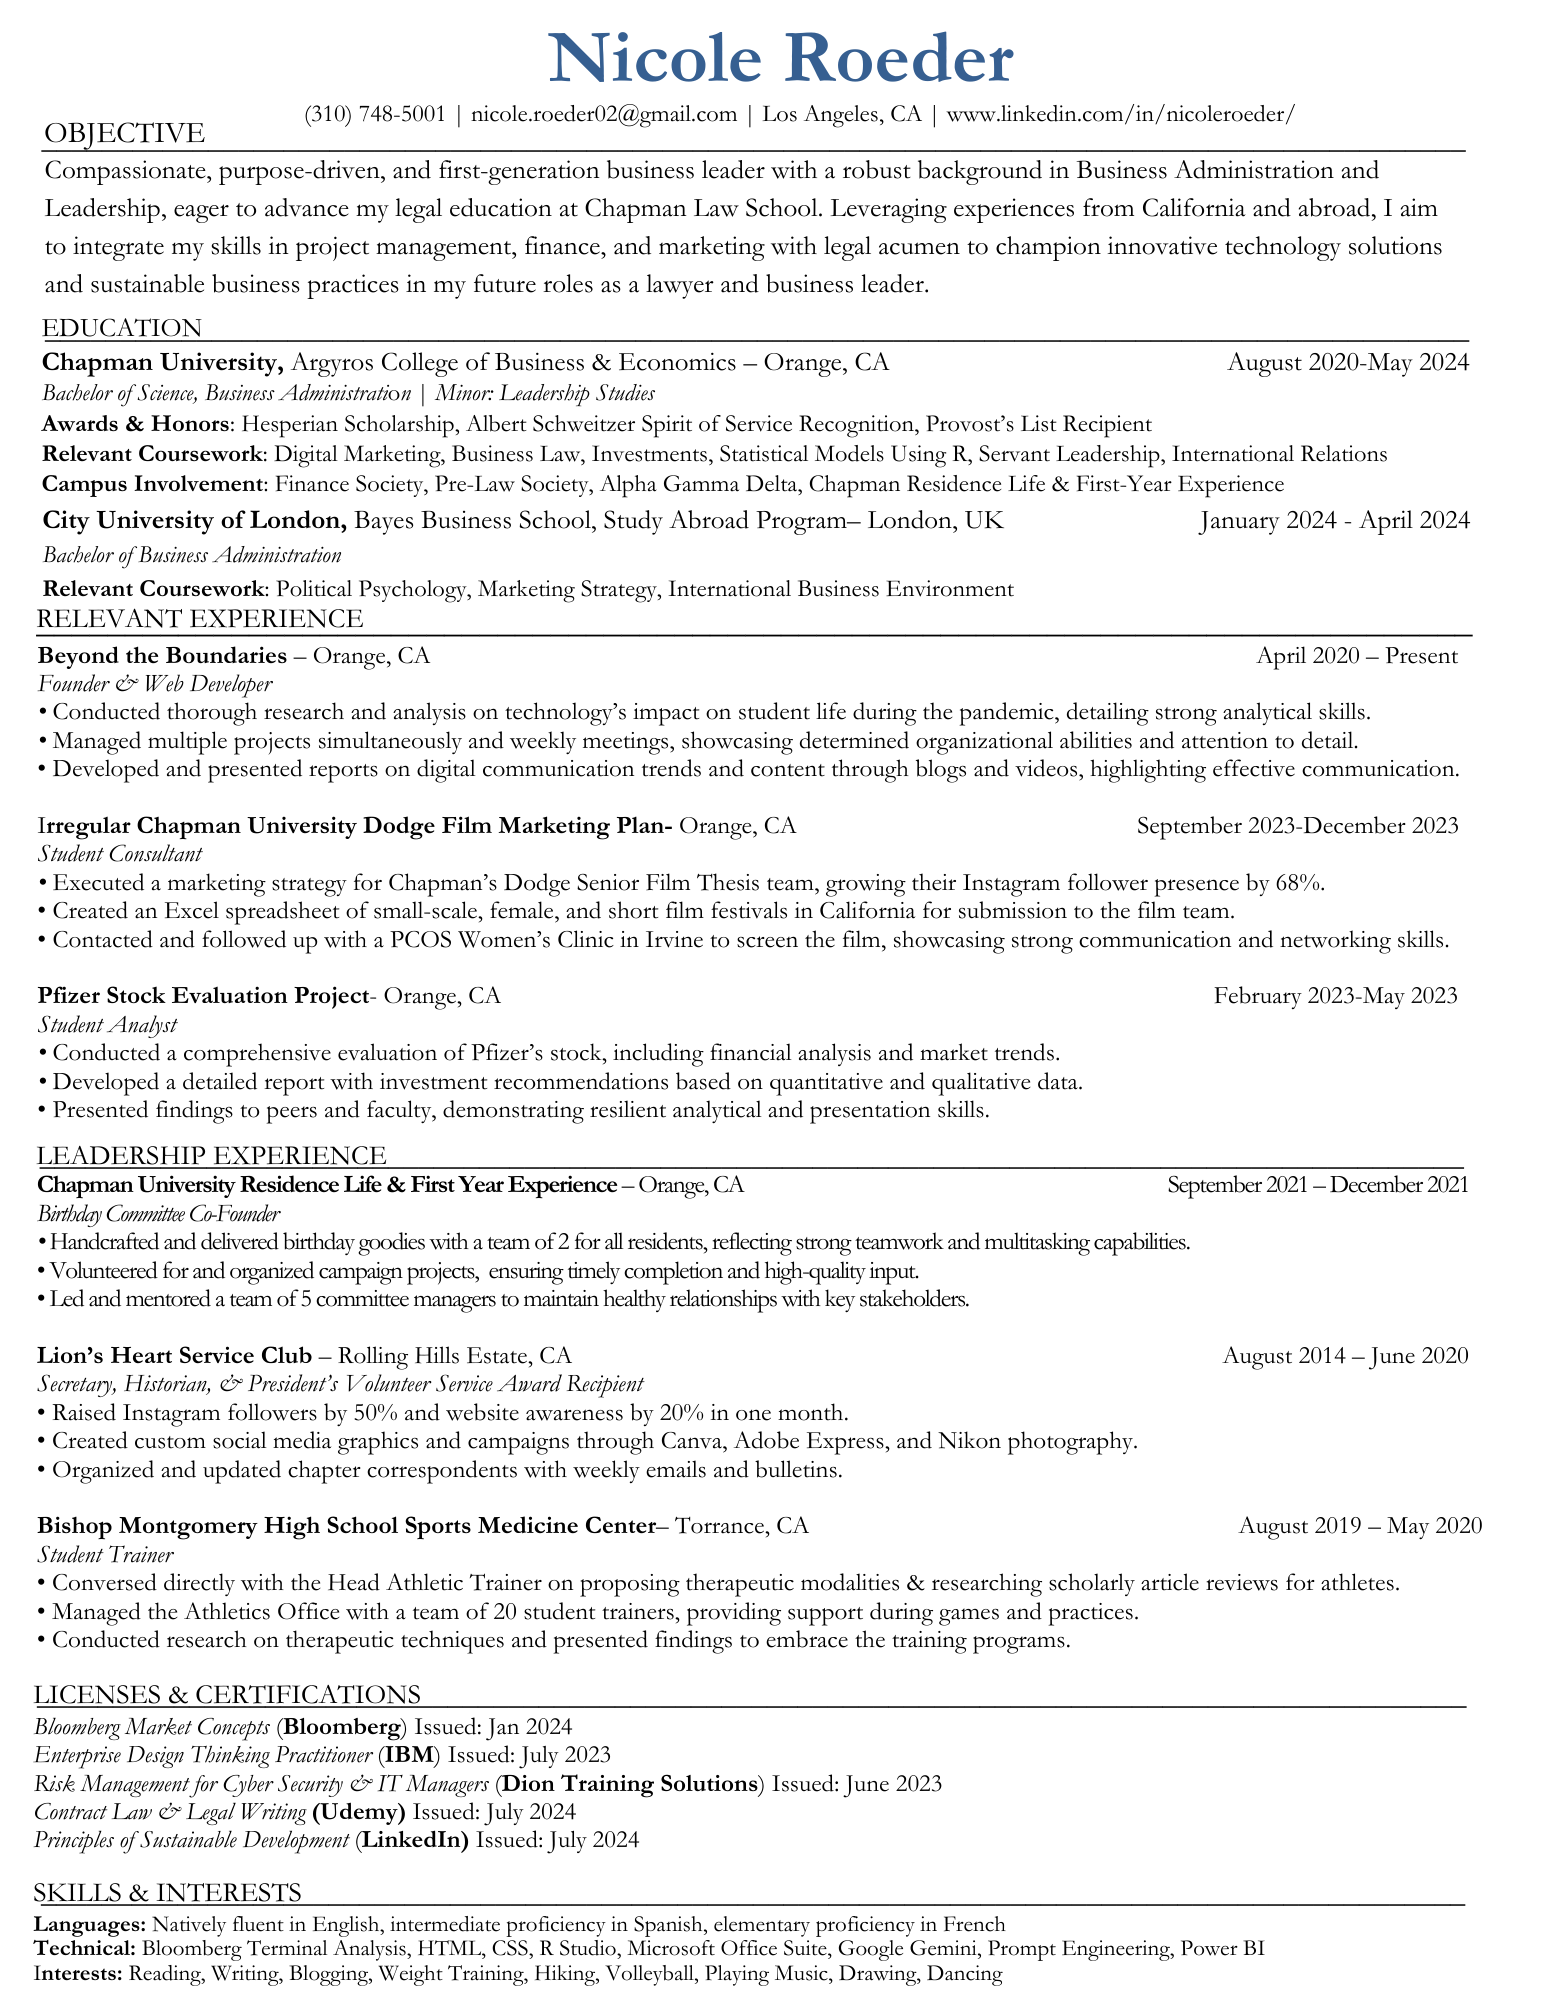 Nicole Roeder
(310) 748-5001 | nicole.roeder02@gmail.com | Los Angeles, CA | www.linkedin.com/in/nicoleroeder/
OBJECTIVE
Compassionate, purpose-driven, and first-generation business leader with a robust background in Business Administration and
Leadership, eager to advance my legal education at Chapman Law School. Leveraging experiences from California and abroad, I aim
to integrate my skills in project management, finance, and marketing with legal acumen to champion innovative technology solutions
and sustainable business practices in my future roles as a lawyer and business leader.
EDUCATION
Chapman University, Argyros College of Business & Economics – Orange, CA August 2020-May 2024
Bachelor of Science, Business Administration | Minor: Leadership Studies
Awards & Honors: Hesperian Scholarship, Albert Schweitzer Spirit of Service Recognition, Provost's List Recipient
Relevant Coursework: Digital Marketing, Business Law, Investments, Statistical Models Using R, Servant Leadership, International Relations
Campus Involvement: Finance Society, Pre-Law Society, Alpha Gamma Delta, Chapman Residence Life & First-Year Experience
City University of London, Bayes Business School, Study Abroad Program– London, UK January 2024 - April 2024
Bachelor of Business Administration
Relevant Coursework: Political Psychology, Marketing Strategy, International Business Environment
RELEVANT EXPERIENCE
Beyond the Boundaries – Orange, CA April 2020 – Present
Founder & Web Developer
• Conducted thorough research and analysis on technology's impact on student life during the pandemic, detailing strong analytical skills.
• Managed multiple projects simultaneously and weekly meetings, showcasing determined organizational abilities and attention to detail.
• Developed and presented reports on digital communication trends and content through blogs and videos, highlighting effective communication.
Irregular Chapman University Dodge Film Marketing Plan- Orange, CA September 2023-December 2023
Student Consultant
• Executed a marketing strategy for Chapman's Dodge Senior Film Thesis team, growing their Instagram follower presence by 68%.
• Created an Excel spreadsheet of small-scale, female, and short film festivals in California for submission to the film team.
• Contacted and followed up with a PCOS Women's Clinic in Irvine to screen the film, showcasing strong communication and networking skills.
Pfizer Stock Evaluation Project- Orange, CA February 2023-May 2023
Student Analyst
• Conducted a comprehensive evaluation of Pfizer's stock, including financial analysis and market trends.
• Developed a detailed report with investment recommendations based on quantitative and qualitative data.
• Presented findings to peers and faculty, demonstrating resilient analytical and presentation skills.
LEADERSHIP EXPERIENCE
Chapman University Residence Life & First Year Experience – Orange, CA September 2021 – December 2021
Birthday Committee Co-Founder
• Handcrafted and delivered birthday goodies with a team of 2 for all residents, reflecting strong teamwork and multitasking capabilities.
• Volunteered for and organized campaign projects, ensuring timely completion and high-quality input.
• Led and mentored a team of 5 committee managers to maintain healthy relationships with key stakeholders.
Lion's Heart Service Club – Rolling Hills Estate, CA August 2014 – June 2020
Secretary, Historian, & President's Volunteer Service Award Recipient
• Raised Instagram followers by 50% and website awareness by 20% in one month.
• Created custom social media graphics and campaigns through Canva, Adobe Express, and Nikon photography.
• Organized and updated chapter correspondents with weekly emails and bulletins.
Bishop Montgomery High School Sports Medicine Center– Torrance, CA August 2019 – May 2020
Student Trainer
• Conversed directly with the Head Athletic Trainer on proposing therapeutic modalities & researching scholarly article reviews for athletes.
• Managed the Athletics Office with a team of 20 student trainers, providing support during games and practices.
• Conducted research on therapeutic techniques and presented findings to embrace the training programs.
LICENSES & CERTIFICATIONS
Bloomberg Market Concepts (Bloomberg) Issued: Jan 2024
Enterprise Design Thinking Practitioner (IBM) Issued: July 2023
Risk Management for Cyber Security & IT Managers (Dion Training Solutions) Issued: June 2023
Contract Law & Legal Writing (Udemy) Issued: July 2024
Principles of Sustainable Development (LinkedIn) Issued: July 2024
SKILLS & INTERESTS
Languages: Natively fluent in English, intermediate proficiency in Spanish, elementary proficiency in French
Technical: Bloomberg Terminal Analysis, HTML, CSS, R Studio, Microsoft Office Suite, Google Gemini, Prompt Engineering, Power BI
Interests: Reading, Writing, Blogging, Weight Training, Hiking, Volleyball, Playing Music, Drawing, Dancing